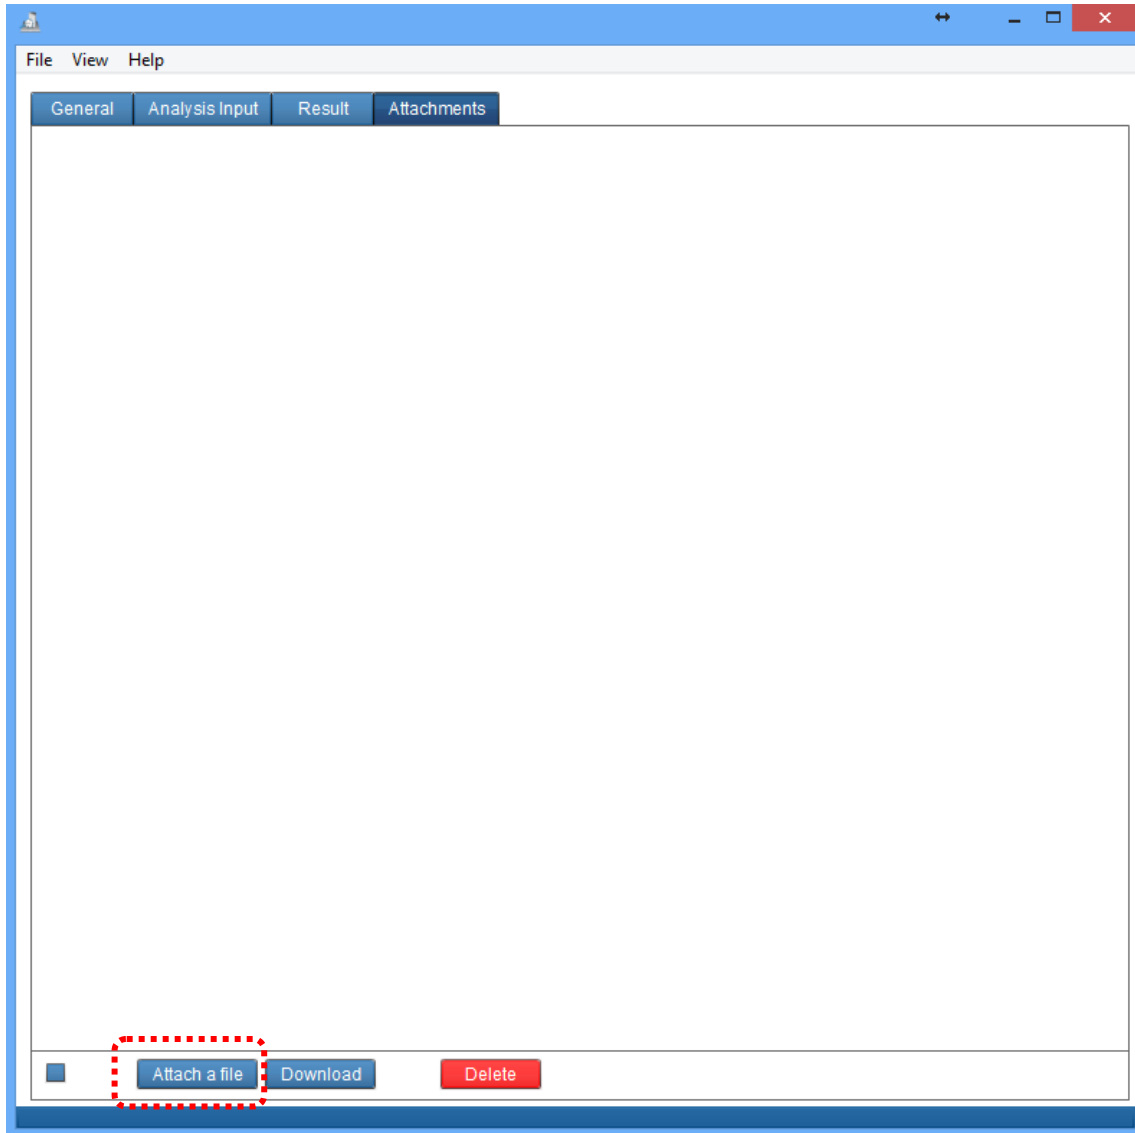 File View Help
General Analysis Input Result Attachments
Attach a file Download Delete